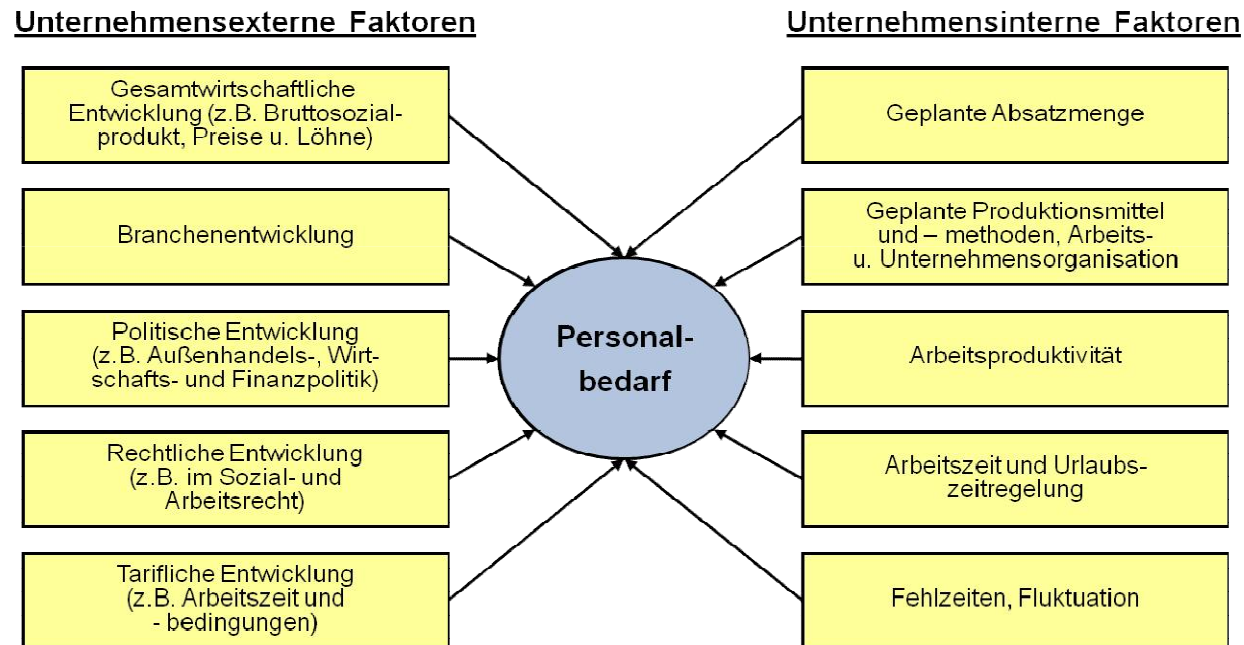 Unternehmensexterne Faktoren
Gesamtwirtschaftliche
Entwicklung (z.B. Bruttosozial-
produkt, Preise u. Löhne)
Branchenentwicklung
Politische Entwicklung
(z.B. Außenhandels-, Wirt-
schafts- und Finanzpolitik)
Rechtliche Entwicklung
(z.B. im Sozial- und
Arbeitsrecht)
Tarifliche Entwicklung
(z.B. Arbeitszeit und
- bedingungen)
Personal-
bedarf
Unternehmensinterne Faktoren
Geplante Absatzmenge
Geplante Produktionsmittel
und – methoden, Arbeits-
u. Unternehmensorganisation
Arbeitsproduktivität
Arbeitszeit und Urlaubs-
zeitregelung
Fehlzeiten, Fluktuation